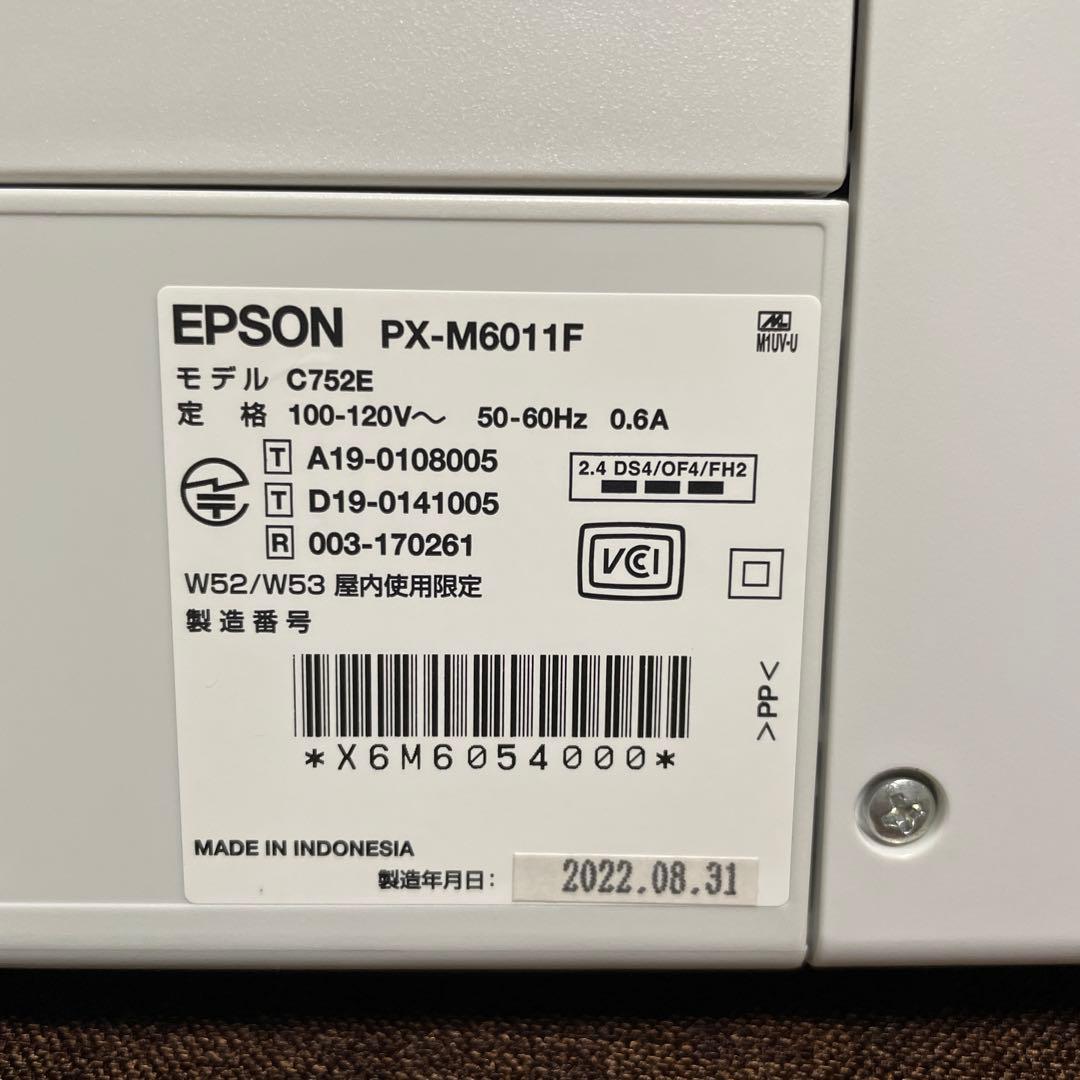 EPSON PX-M6011F
M1UV-U
モデル C752E
定格 100-120V～ 50-60Hz 0.6A
T A19-0108005
T D19-0141005
R 003-170261
2.4 DS4/OF4/FH2
VCCI
W52/W53 屋内使用限定
製造番号
*X6M6054000*
>PP<
MADE IN INDONESIA
製造年月日: 2022.08.31